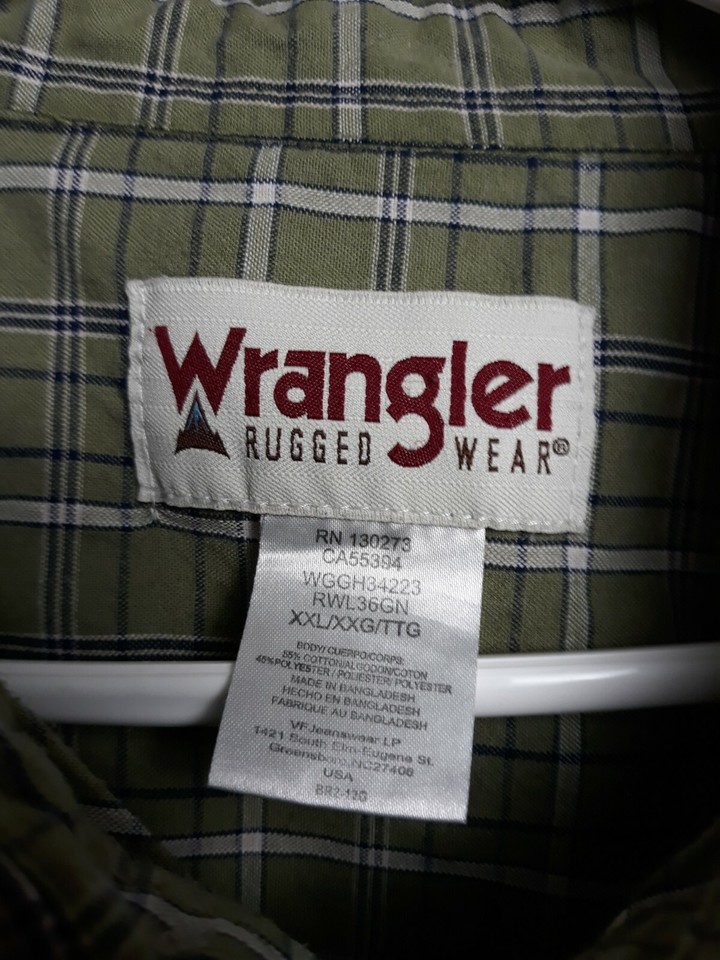 Wrangler
RUGGED WEAR®
RN 130273
CA55394
WGGH34223
RWL36GN
XXL/XXG/TTG
BODY/ CUERPO/CORPS:
55% COTTON/ALGODON/COTON
45%POLYESTER / POLIESTER/ POLYESTER
MADE IN BANGLADESH
HECHO EN BANGLADESH
FABRIQUE AU BANGLADESH
VF Jeanswear LP
1421 South Elm-Eugene St.
Greensboro,NC27406
USA
BR2-12G